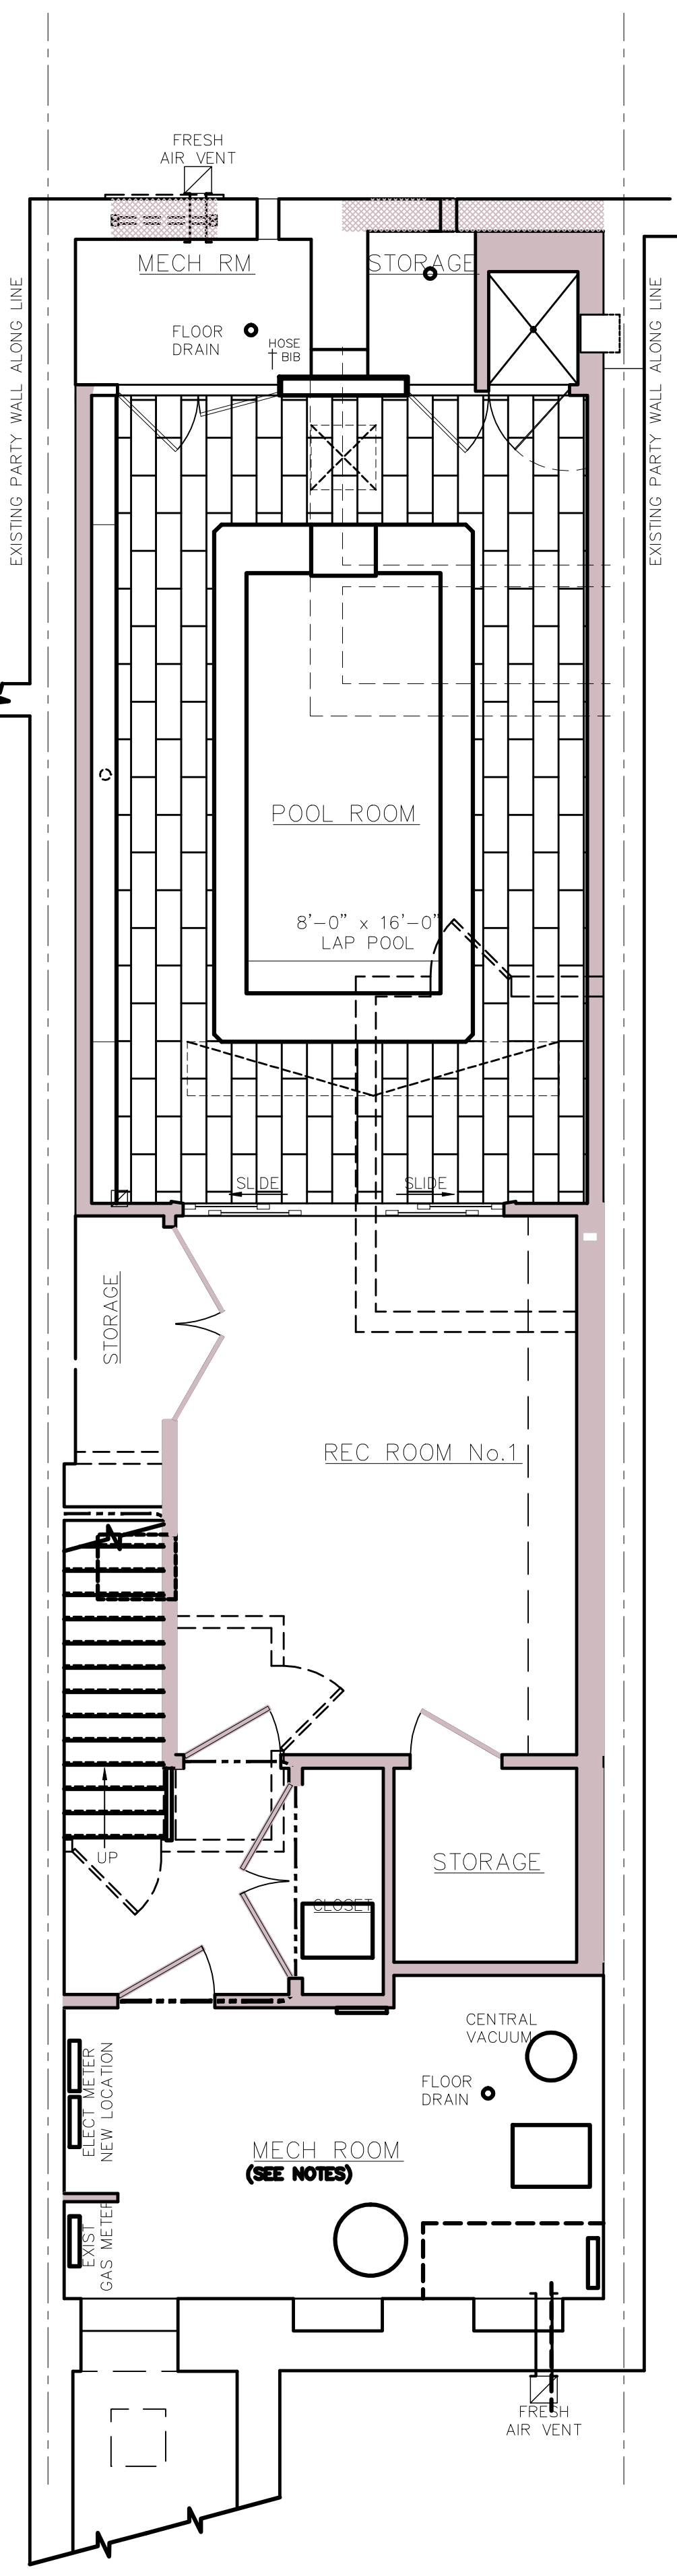 FRESH
AIR VENT
MECH RM
STORAGE
FLOOR
DRAIN
HOSE
BIB
EXISTING PARTY WALL ALONG LINE
EXISTING PARTY WALL ALONG LINE
POOL ROOM
8'-0" x 16'-0"
LAP POOL
SLIDE
SLIDE
STORAGE
REC ROOM No.1
UP
STORAGE
CLOSET
CENTRAL
VACUUM
ELECT METER
NEW LOCATION
FLOOR
DRAIN
MECH ROOM
(SEE NOTES)
EXIST
GAS METER
FRESH
AIR VENT